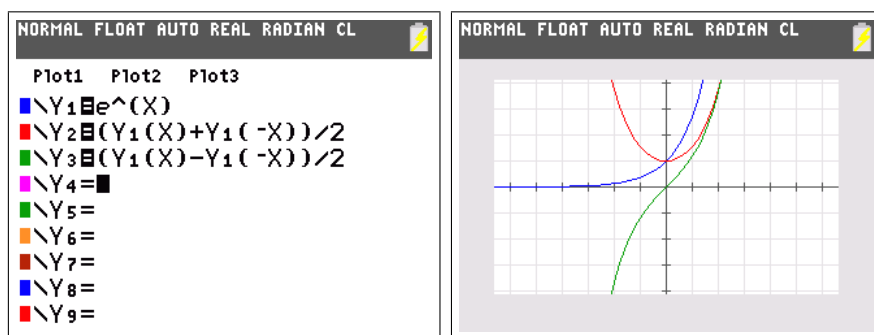 NORMAL FLOAT AUTO REAL RADIAN CL
Plot1 Plot2 Plot3
\Y₁=e^(X)
\Y₂=(Y₁(X)+Y₁(-X))/2
\Y₃=(Y₁(X)-Y₁(-X))/2
\Y₄=
\Y₅=
\Y₆=
\Y₇=
\Y₈=
\Y₉=
NORMAL FLOAT AUTO REAL RADIAN CL